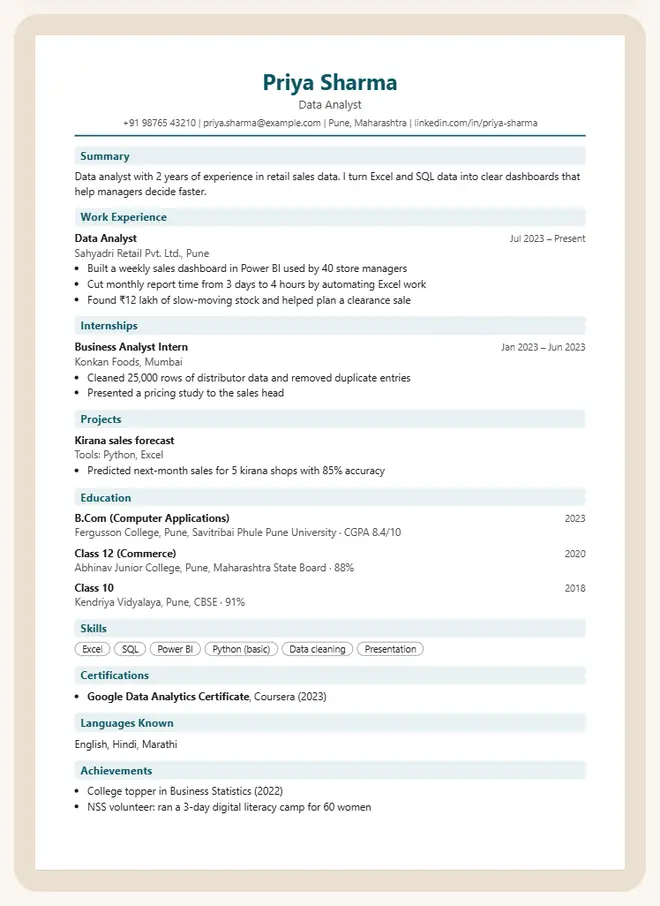 Priya Sharma
Data Analyst
+91 98765 43210 | priya.sharma@example.com | Pune, Maharashtra | linkedin.com/in/priya-sharma
Summary
Data analyst with 2 years of experience in retail sales data. I turn Excel and SQL data into clear dashboards that
help managers decide faster.
Work Experience
Data Analyst Jul 2023 – Present
Sahyadri Retail Pvt. Ltd., Pune
• Built a weekly sales dashboard in Power BI used by 40 store managers
• Cut monthly report time from 3 days to 4 hours by automating Excel work
• Found ₹12 lakh of slow-moving stock and helped plan a clearance sale
Internships
Business Analyst Intern Jan 2023 – Jun 2023
Konkan Foods, Mumbai
• Cleaned 25,000 rows of distributor data and removed duplicate entries
• Presented a pricing study to the sales head
Projects
Kirana sales forecast
Tools: Python, Excel
• Predicted next-month sales for 5 kirana shops with 85% accuracy
Education
B.Com (Computer Applications) 2023
Fergusson College, Pune, Savitribai Phule Pune University · CGPA 8.4/10
Class 12 (Commerce) 2020
Abhinav Junior College, Pune, Maharashtra State Board · 88%
Class 10 2018
Kendriya Vidyalaya, Pune, CBSE · 91%
Skills
Excel SQL Power BI Python (basic) Data cleaning Presentation
Certifications
• Google Data Analytics Certificate, Coursera (2023)
Languages Known
English, Hindi, Marathi
Achievements
• College topper in Business Statistics (2022)
• NSS volunteer: ran a 3-day digital literacy camp for 60 women